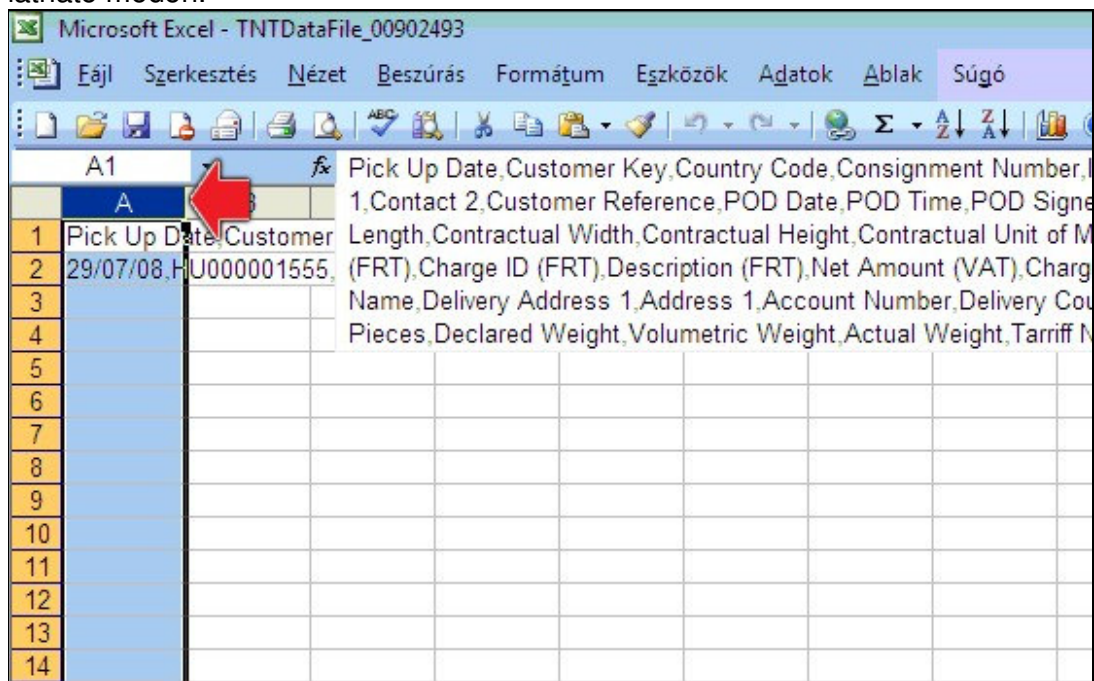 látható módon.
Microsoft Excel - TNTDataFile_00902493
Fájl Szerkesztés Nézet Beszúrás Formátum Eszközök Adatok Ablak Súgó
A1 fx Pick Up Date,Customer Key,Country Code,Consignment Number,
1,Contact 2,Customer Reference,POD Date,POD Time,POD Signe
A B
1 Pick Up Date,Customer Length,Contractual Width,Contractual Height,Contractual Unit of M
2 29/07/08,HU000001555, (FRT),Charge ID (FRT),Description (FRT),Net Amount (VAT),Charg
3 Name,Delivery Address 1,Address 1,Account Number,Delivery Cou
4 Pieces,Declared Weight,Volumetric Weight,Actual Weight,Tarriff N
5
6
7
8
9
10
11
12
13
14